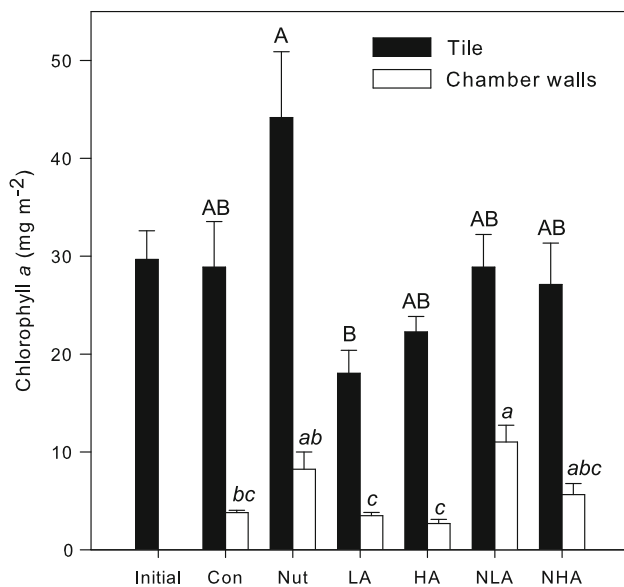 Chlorophyll a (mg m⁻²)
50
40
30
20
10
0
Tile
Chamber walls
A
AB
B
AB
AB
AB
bc
ab
c
c
a
abc
Initial Con Nut LA HA NLA NHA